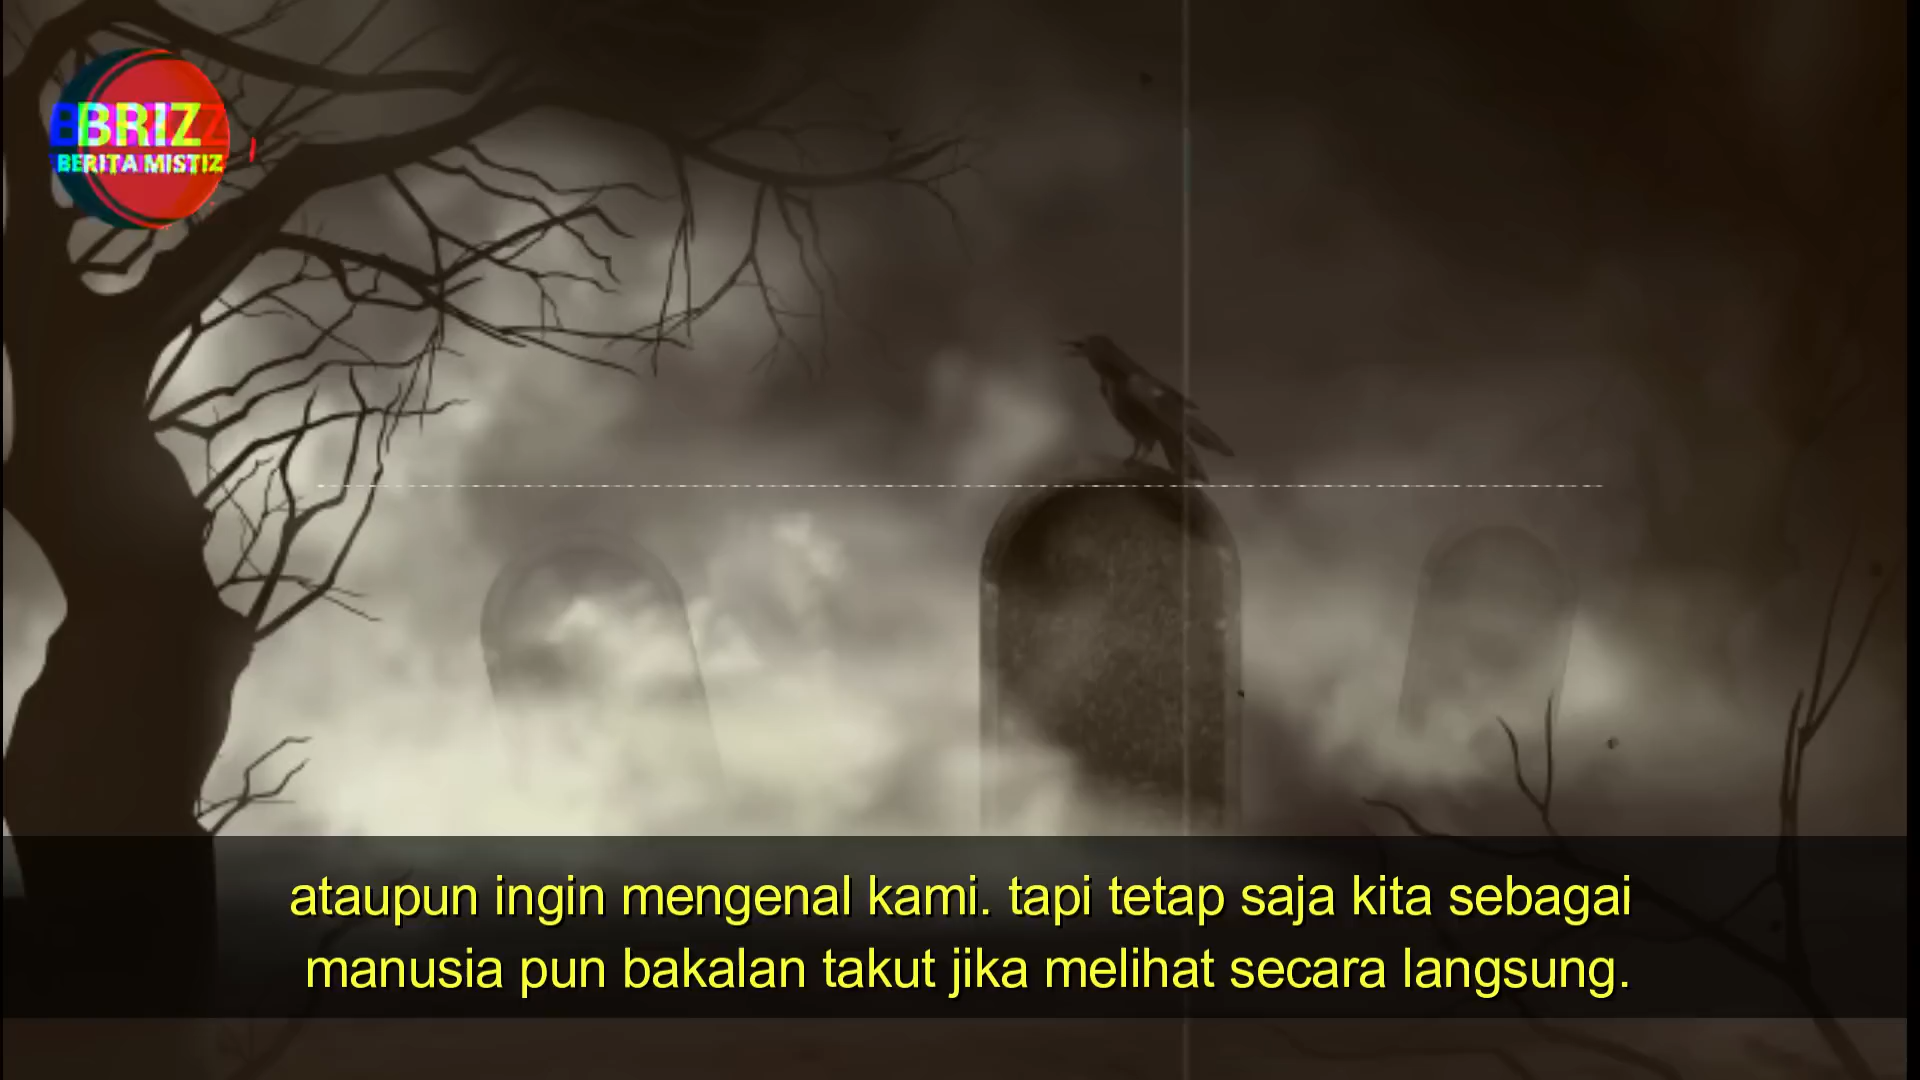 BRIZ
BERITA MISTIZ
ataupun ingin mengenal kami. tapi tetap saja kita sebagai
manusia pun bakalan takut jika melihat secara langsung.